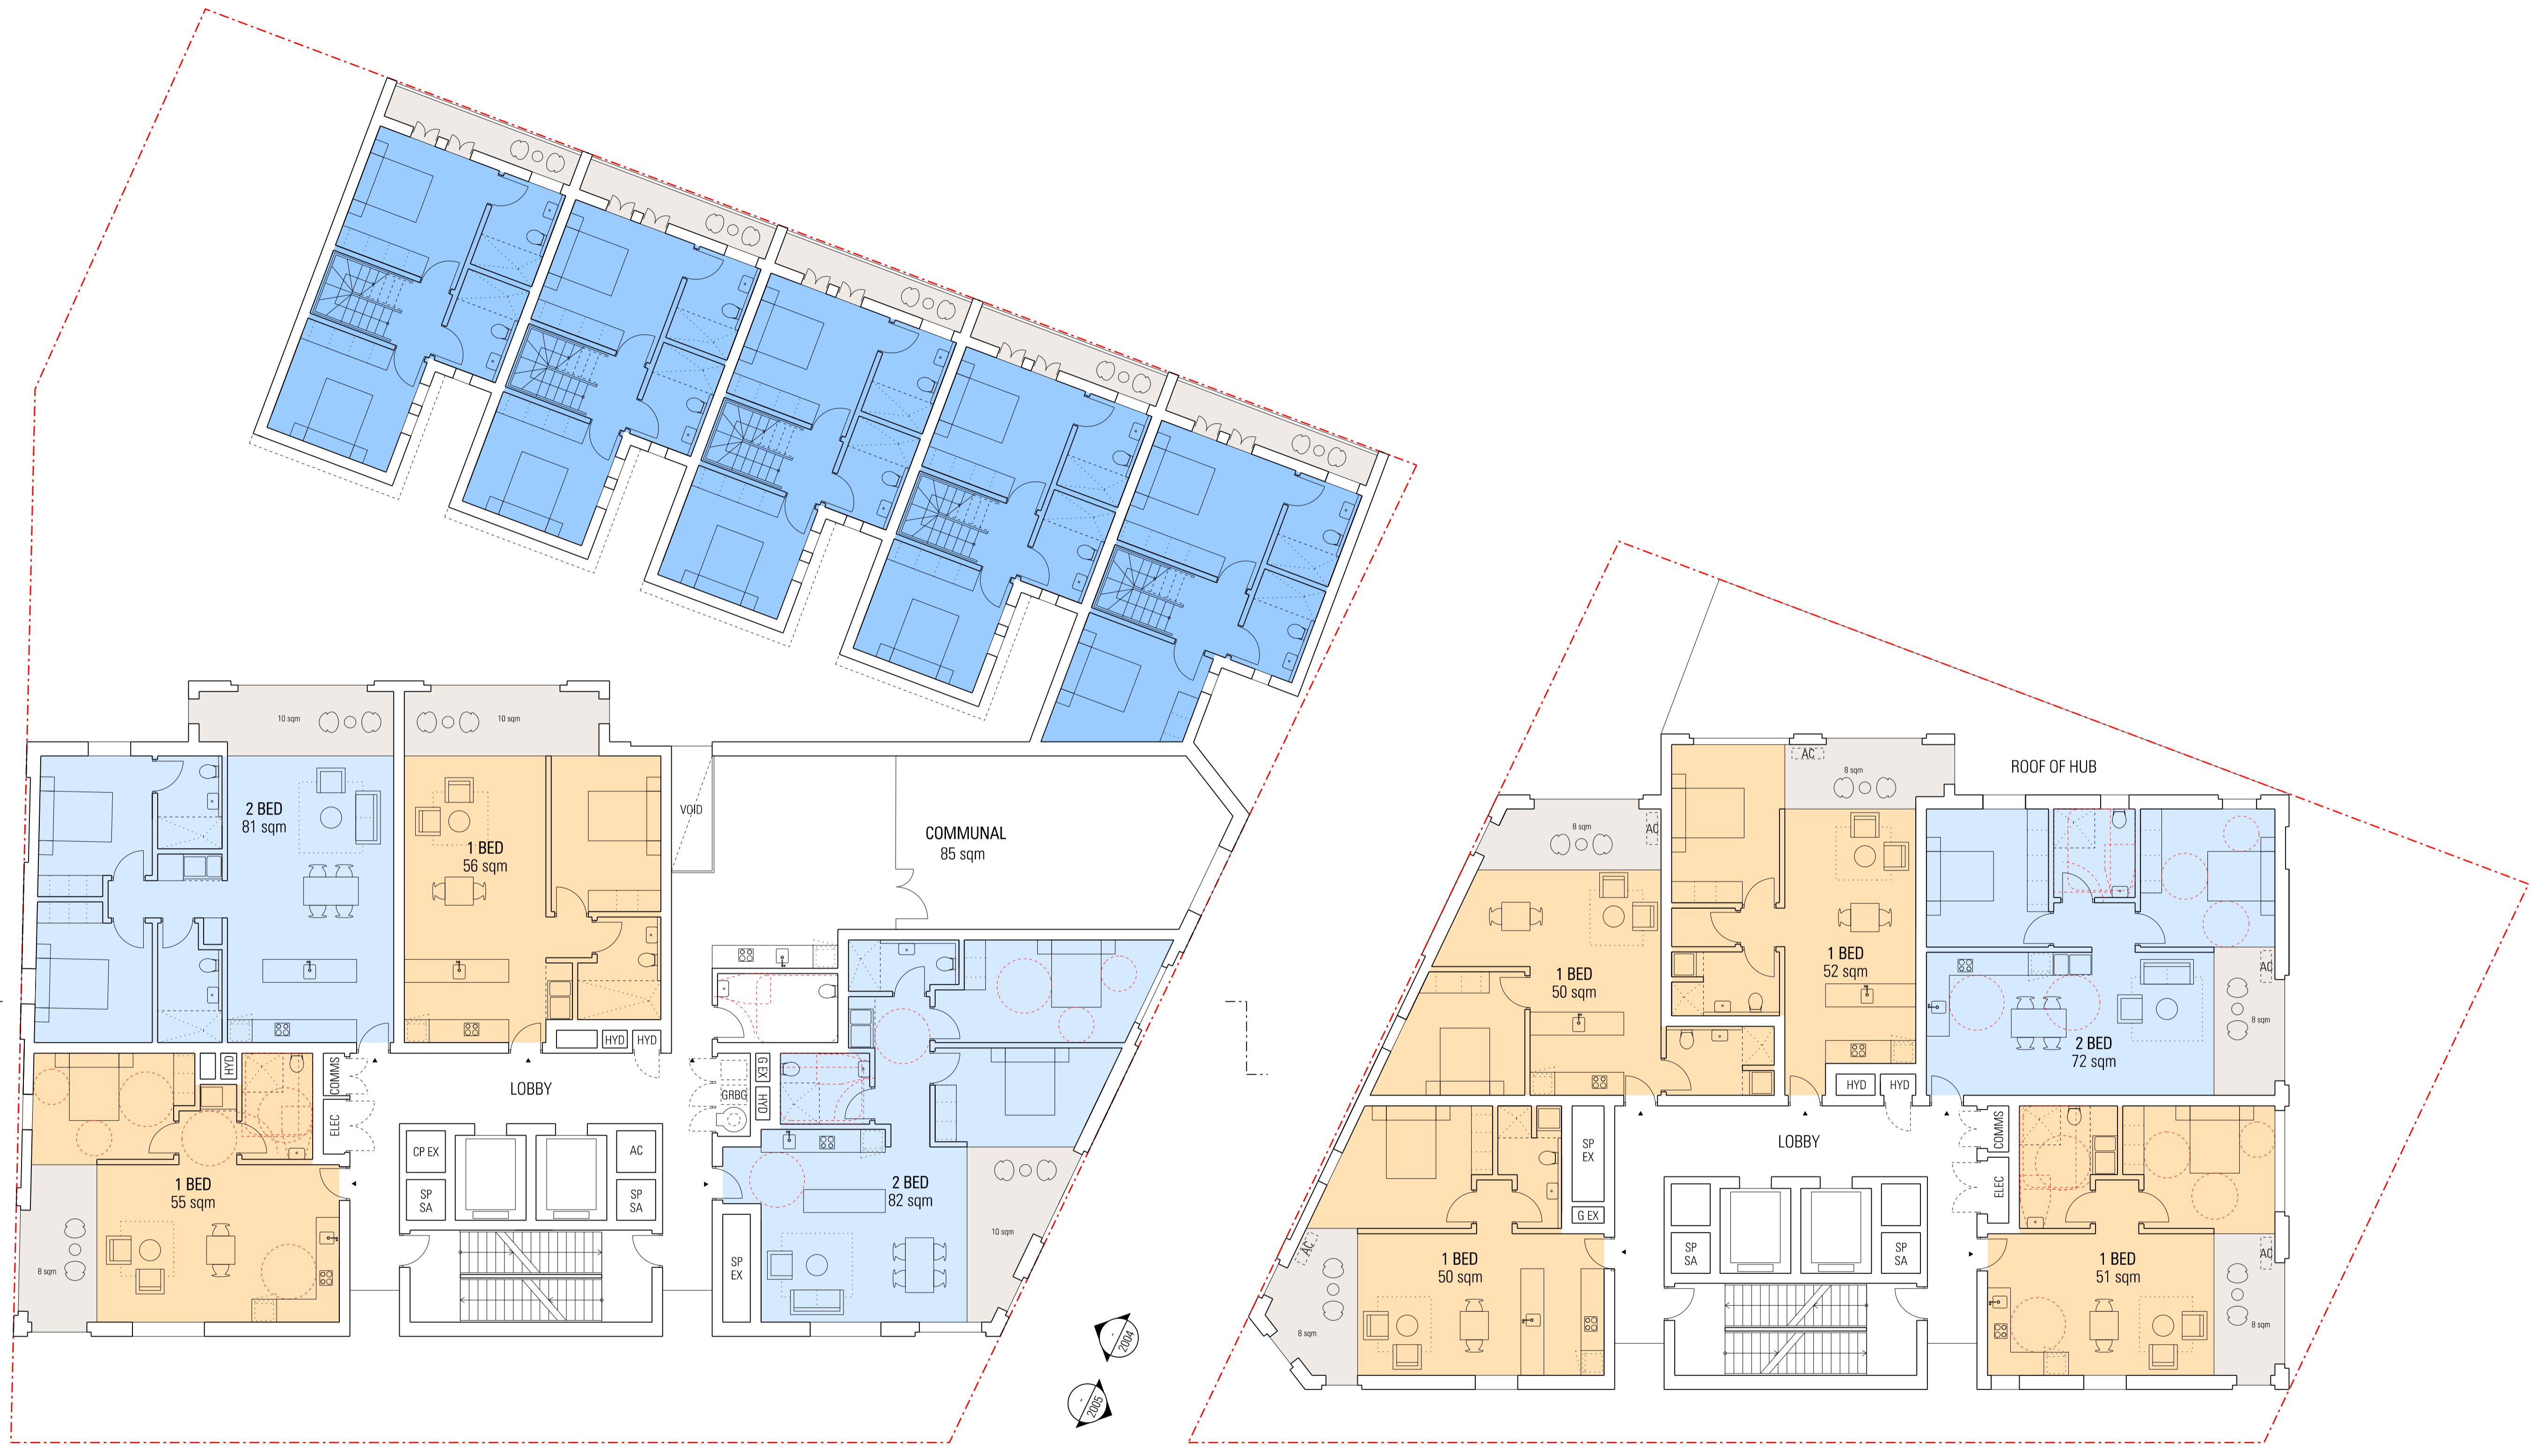 10 sqm
10 sqm
2 BED
81 sqm
1 BED
56 sqm
VOID
COMMUNAL
85 sqm
HYD
HYD
HYD
COMMS
ELEC
LOBBY
G EX
HYD
GRBG
CP EX
AC
SP
SA
SP
SA
1 BED
55 sqm
8 sqm
2 BED
82 sqm
10 sqm
SP
EX
2004
2005
ROOF OF HUB
AC
8 sqm
8 sqm
AC
1 BED
52 sqm
1 BED
50 sqm
AC
8 sqm
2 BED
72 sqm
HYD
HYD
COMMS
ELEC
LOBBY
SP
EX
G EX
SP
SA
SP
SA
AC
8 sqm
1 BED
50 sqm
1 BED
51 sqm
AC
8 sqm